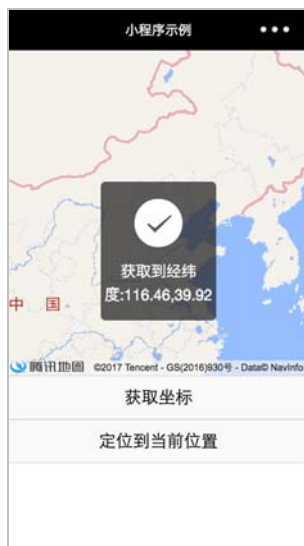 小程序示例
获取到经纬
度:116.46,39.92
中 国
腾讯地图 ©2017 Tencent - GS(2016)930号 - Data© NavInfo
获取坐标
定位到当前位置